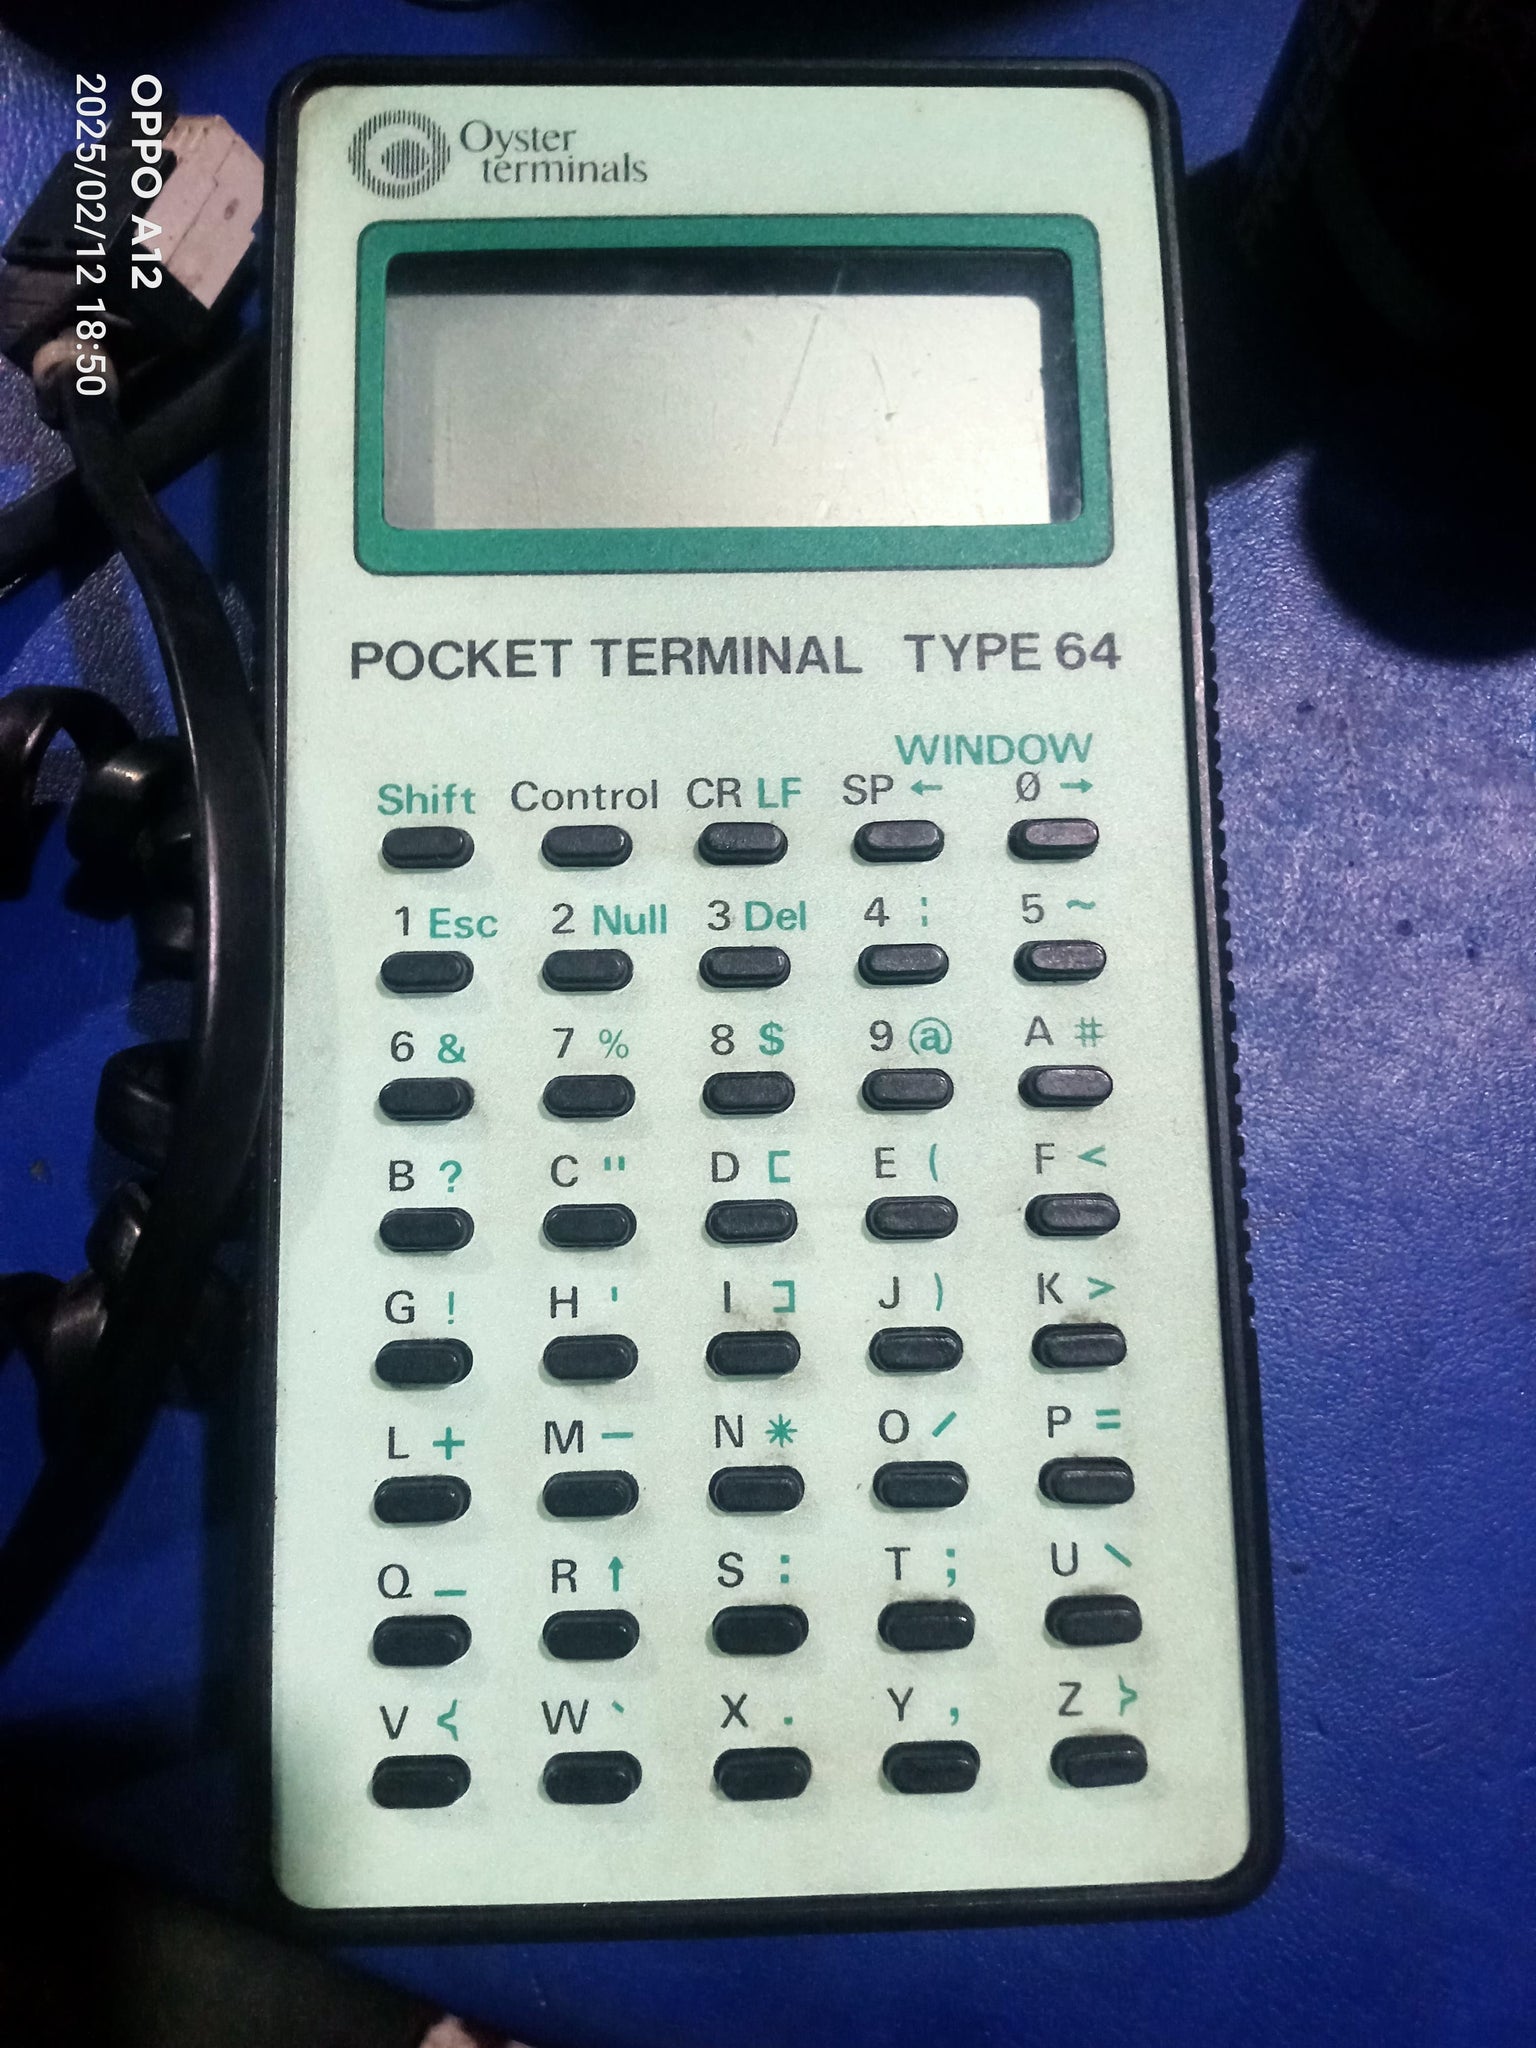 OPPO A12
2025/02/12 18:50
Oyster
terminals
POCKET TERMINAL TYPE 64
WINDOW
Shift Control CR LF SP ← Ø →
1 Esc 2 Null 3 Del 4 ¦ 5 ~
6 & 7 % 8 $ 9 @ A #
B ? C " D [ E ( F <
G ! H ' I ] J ) K >
L + M - N * O / P =
Q _ R ↑ S : T ; U \
V { W ` X . Y , Z }